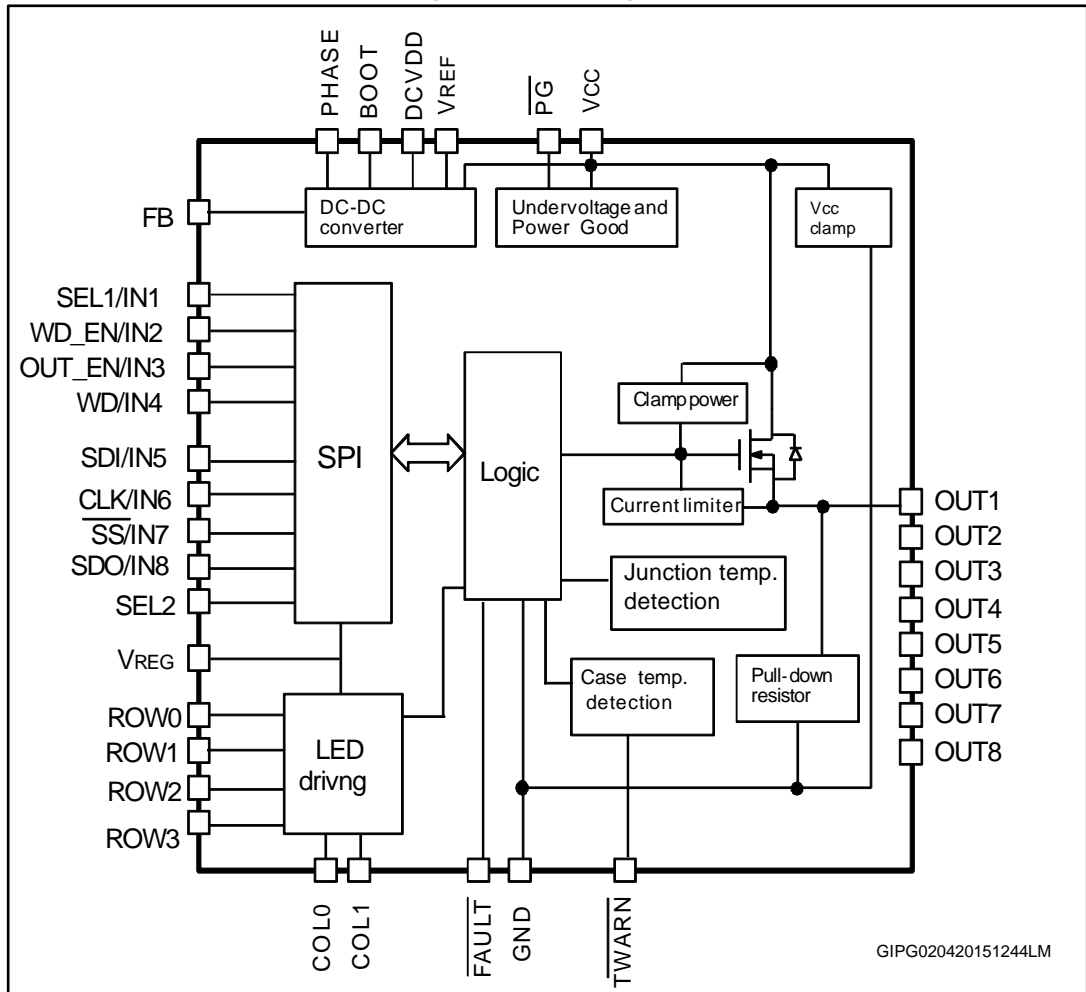 PHASE
BOOT
DCVDD
VREF
PG
VCC
FB
DC-DC
converter
Undervoltage and
Power Good
Vcc
clamp
SEL1/IN1
WD_EN/IN2
OUT_EN/IN3
WD/IN4
SDI/IN5
CLK/IN6
SS/IN7
SDO/IN8
SEL2
VREG
ROW0
ROW1
ROW2
ROW3
SPI
Logic
Clamp power
Current limiter
Junction temp.
detection
Case temp.
detection
Pull-down
resistor
LED
drivng
OUT1
OUT2
OUT3
OUT4
OUT5
OUT6
OUT7
OUT8
COL0
COL1
FAULT
GND
TWARN
GIPG020420151244LM